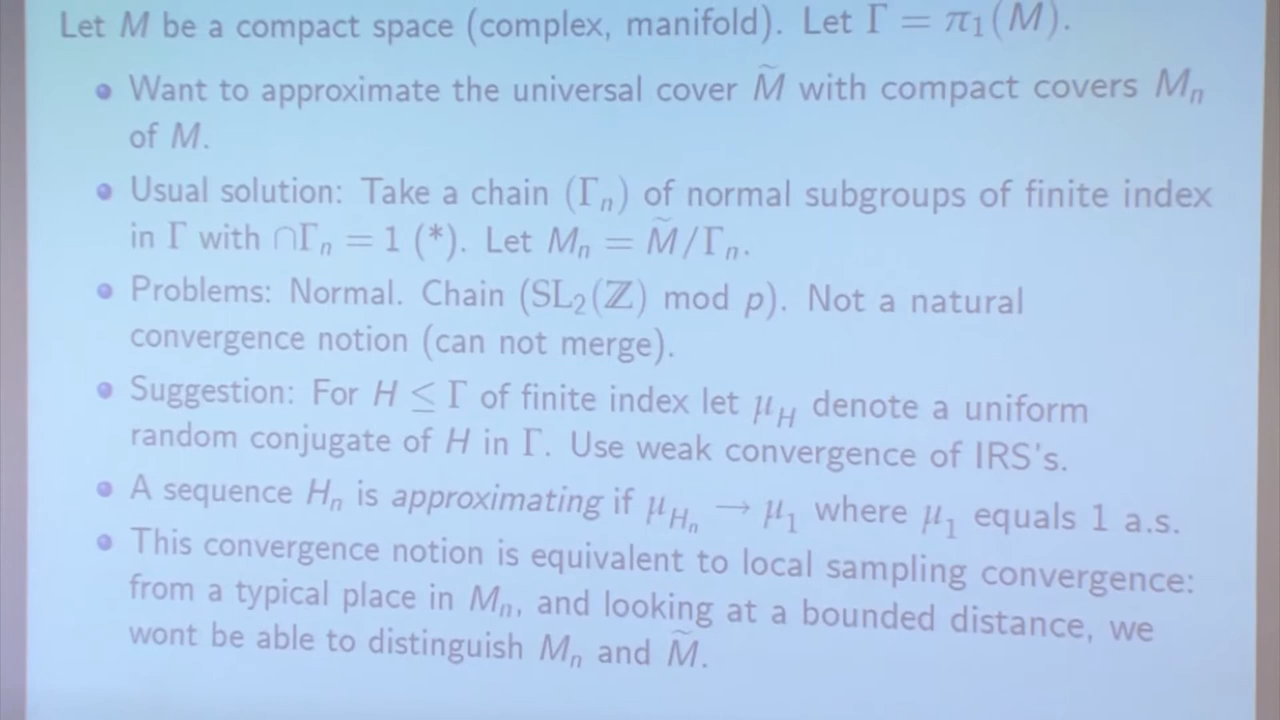 Let M be a compact space (complex, manifold). Let Γ = π₁(M).
Want to approximate the universal cover M̃ with compact covers Mₙ
of M.
Usual solution: Take a chain (Γₙ) of normal subgroups of finite index
in Γ with ∩Γₙ = 1 (*). Let Mₙ = M̃/Γₙ.
Problems: Normal. Chain (SL₂(ℤ) mod p). Not a natural
convergence notion (can not merge).
Suggestion: For H ≤ Γ of finite index let μ_H denote a uniform
random conjugate of H in Γ. Use weak convergence of IRS's.
A sequence Hₙ is approximating if μ_{Hₙ} → μ₁ where μ₁ equals 1 a.s.
This convergence notion is equivalent to local sampling convergence:
from a typical place in Mₙ, and looking at a bounded distance, we
wont be able to distinguish Mₙ and M̃.